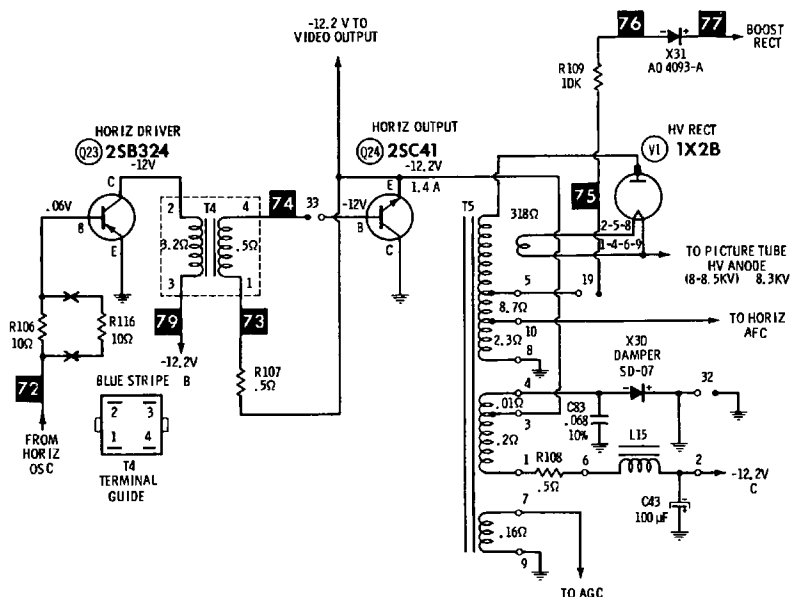 -12.2 V TO
VIDEO OUTPUT
76
77
BOOST
RECT
X31
AO 4093-A
R109
1DK
HORIZ DRIVER
Q23 2SB324
-12V
C
.06V
B
E
HORIZ OUTPUT
Q24 2SC41
-12.2V
E
1.4 A
-12V
B
C
HV RECT
V1 1X2B
2
T4
4
74
33
3.2Ω
.5Ω
3
1
79
73
-12.2V
B
R107
.5Ω
R106
10Ω
R116
10Ω
72
FROM
HORIZ
OSC
BLUE STRIPE
2 3
1 4
T4
TERMINAL
GUIDE
T5
318Ω
75
2-5-8
1-4-6-9
TO PICTURE TUBE
HV ANODE
(8-8.5KV) 8.3KV
5
19
8.7Ω
10
TO HORIZ
AFC
2.3Ω
8
X30
DAMPER
SD-07
4
.01Ω
3
.2Ω
C83
.068
10%
32
1
R108
.5Ω
6
L15
2
-12.2V
C
C43
100 µF
7
.16Ω
9
TO AGC